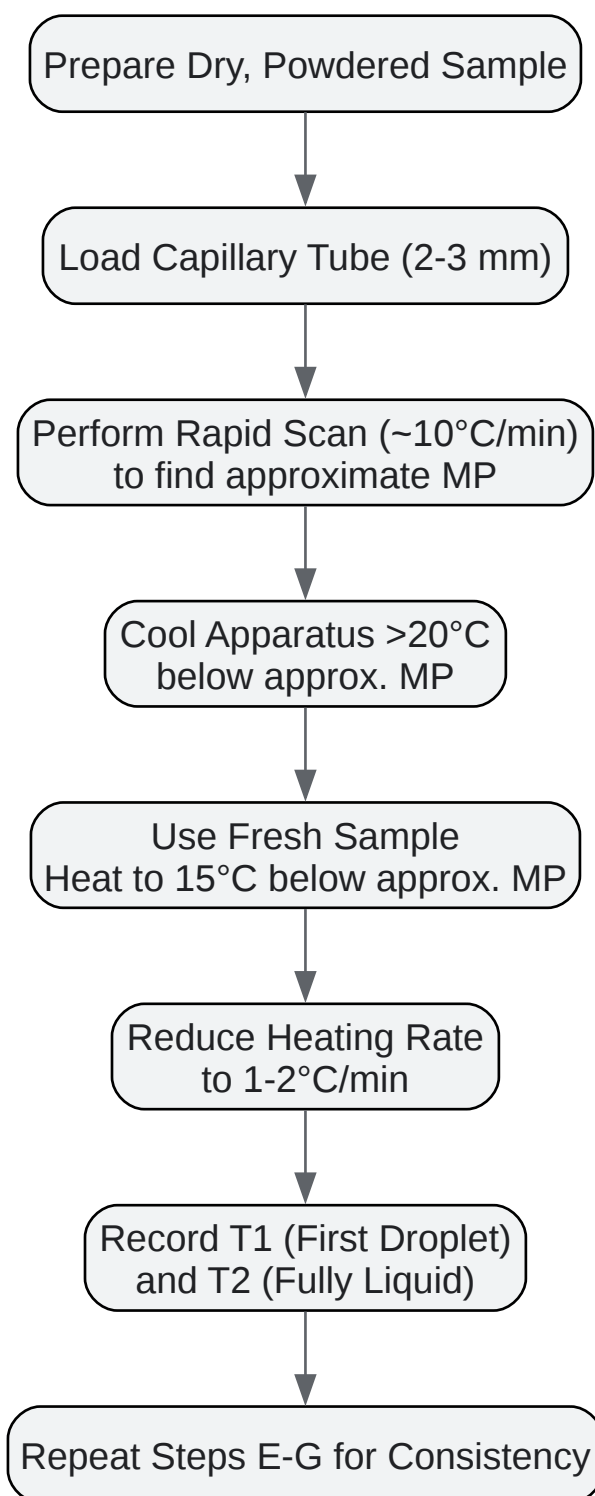 Prepare Dry, Powdered Sample
Load Capillary Tube (2-3 mm)
Perform Rapid Scan (~10°C/min)
to find approximate MP
Cool Apparatus >20°C
below approx. MP
Use Fresh Sample
Heat to 15°C below approx. MP
Reduce Heating Rate
to 1-2°C/min
Record T1 (First Droplet)
and T2 (Fully Liquid)
Repeat Steps E-G for Consistency